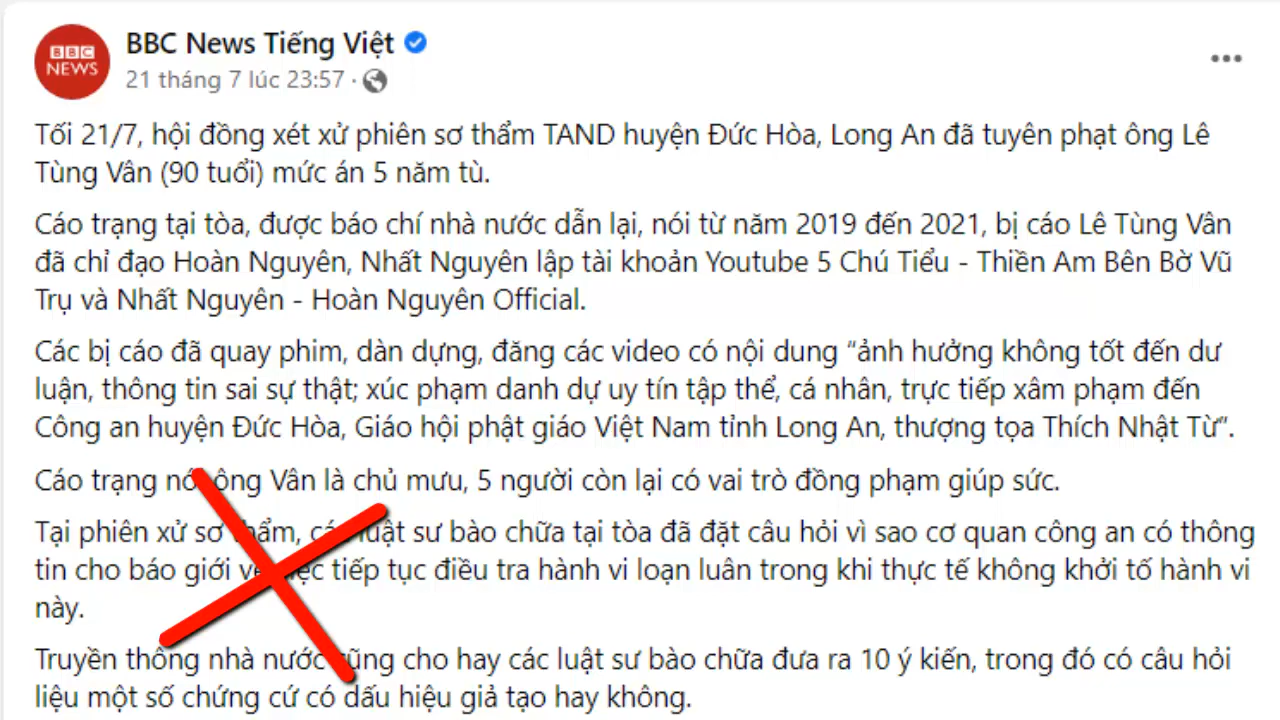 BBC NEWS
BBC News Tiếng Việt
21 tháng 7 lúc 23:57 ·
Tối 21/7, hội đồng xét xử phiên sơ thẩm TAND huyện Đức Hòa, Long An đã tuyên phạt ông Lê
Tùng Vân (90 tuổi) mức án 5 năm tù.
Cáo trạng tại tòa, được báo chí nhà nước dẫn lại, nói từ năm 2019 đến 2021, bị cáo Lê Tùng Vân
đã chỉ đạo Hoàn Nguyên, Nhất Nguyên lập tài khoản Youtube 5 Chú Tiểu - Thiền Am Bên Bờ Vũ
Trụ và Nhất Nguyên - Hoàn Nguyên Official.
Các bị cáo đã quay phim, dàn dựng, đăng các video có nội dung “ảnh hưởng không tốt đến dư
luận, thông tin sai sự thật; xúc phạm danh dự uy tín tập thể, cá nhân, trực tiếp xâm phạm đến
Công an huyện Đức Hòa, Giáo hội phật giáo Việt Nam tỉnh Long An, thượng tọa Thích Nhật Từ”.
Cáo trạng nói ông Vân là chủ mưu, 5 người còn lại có vai trò đồng phạm giúp sức.
Tại phiên xử sơ thẩm, các luật sư bào chữa tại tòa đã đặt câu hỏi vì sao cơ quan công an có thông
tin cho báo giới về việc tiếp tục điều tra hành vi loạn luân trong khi thực tế không khởi tố hành vi
này.
Truyền thông nhà nước cũng cho hay các luật sư bào chữa đưa ra 10 ý kiến, trong đó có câu hỏi
liệu một số chứng cứ có dấu hiệu giả tạo hay không.